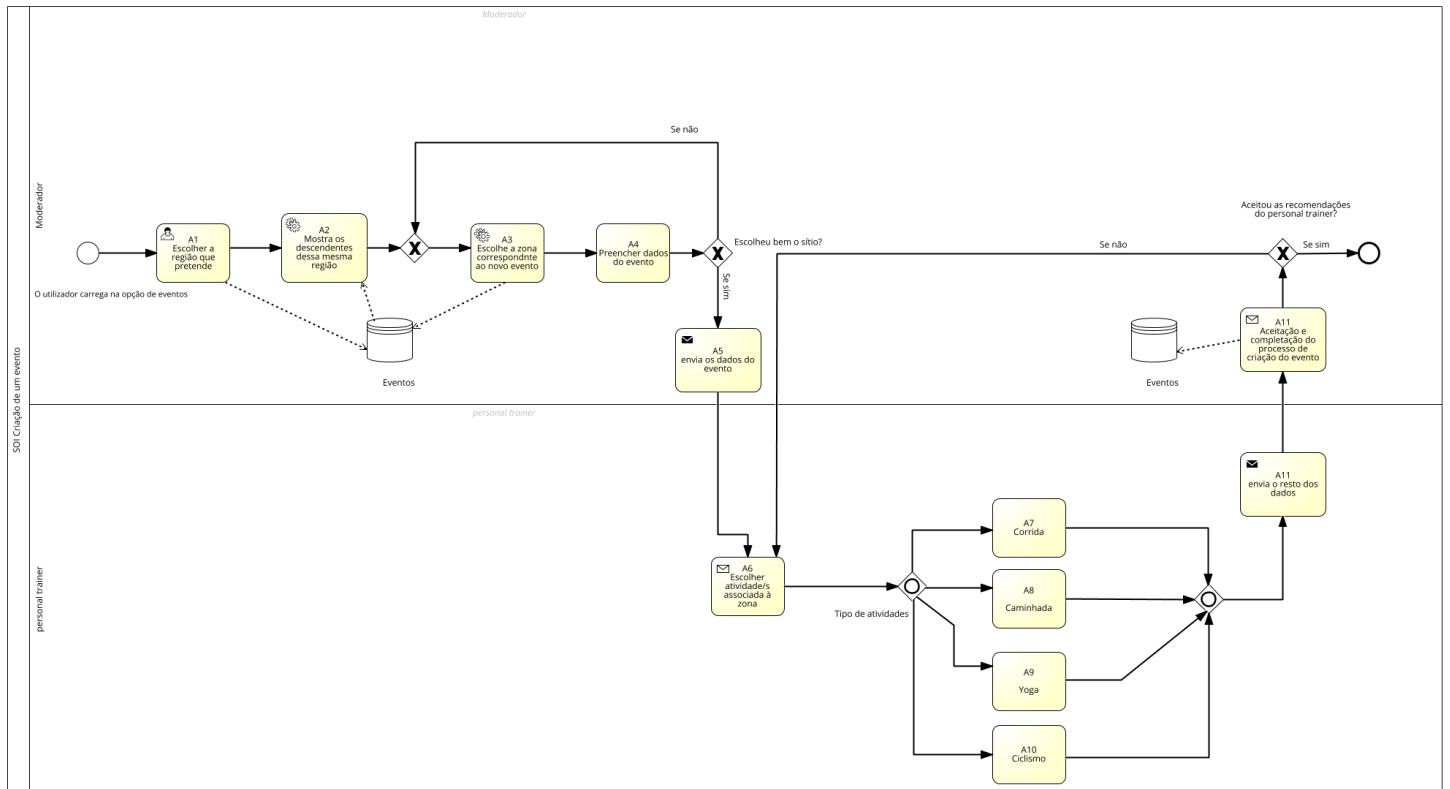 Moderador
SOI Criação de um evento
Moderador
O utilizador carrega na opção de eventos
A1
Escolher a
região que
pretende
A2
Mostra os
descendentes
dessa mesma
região
Eventos
A3
Escolhe a zona
correspondnte
ao novo evento
A4
Preencher dados
do evento
Se não
Escolheu bem o sítio?
Se sim
A5
envia os dados do
evento
Se não
Aceitou as recomendações
do personal trainer?
Se sim
A11
Aceitação e
completação do
processo de
criação do evento
Eventos
personal trainer
personal trainer
A6
Escolher
atividade/s
associada à
zona
Tipo de atividades
A7
Corrida
A8
Caminhada
A9
Yoga
A10
Ciclismo
A11
envia o resto dos
dados